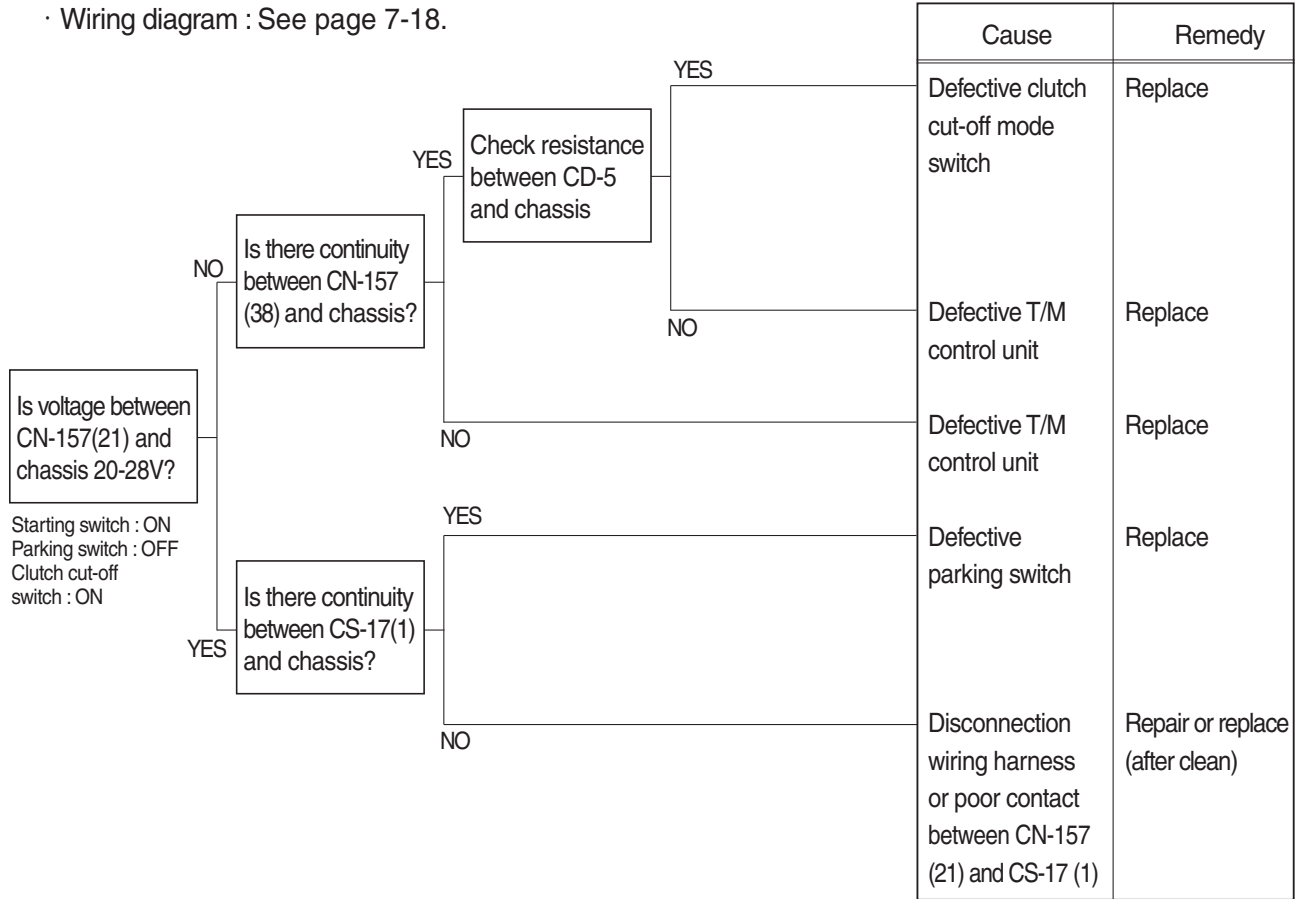 · Wiring diagram : See page 7-18.
Cause
Remedy
YES
Defective clutch
cut-off mode
switch
Replace
YES
Check resistance
between CD-5
and chassis
NO
Is there continuity
between CN-157
(38) and chassis?
NO
Defective T/M
control unit
Replace
Is voltage between
CN-157(21) and
chassis 20-28V?
NO
Defective T/M
control unit
Replace
Starting switch : ON
Parking switch : OFF
Clutch cut-off
switch : ON
YES
Defective
parking switch
Replace
YES
Is there continuity
between CS-17(1)
and chassis?
NO
Disconnection
wiring harness
or poor contact
between CN-157
(21) and CS-17 (1)
Repair or replace
(after clean)